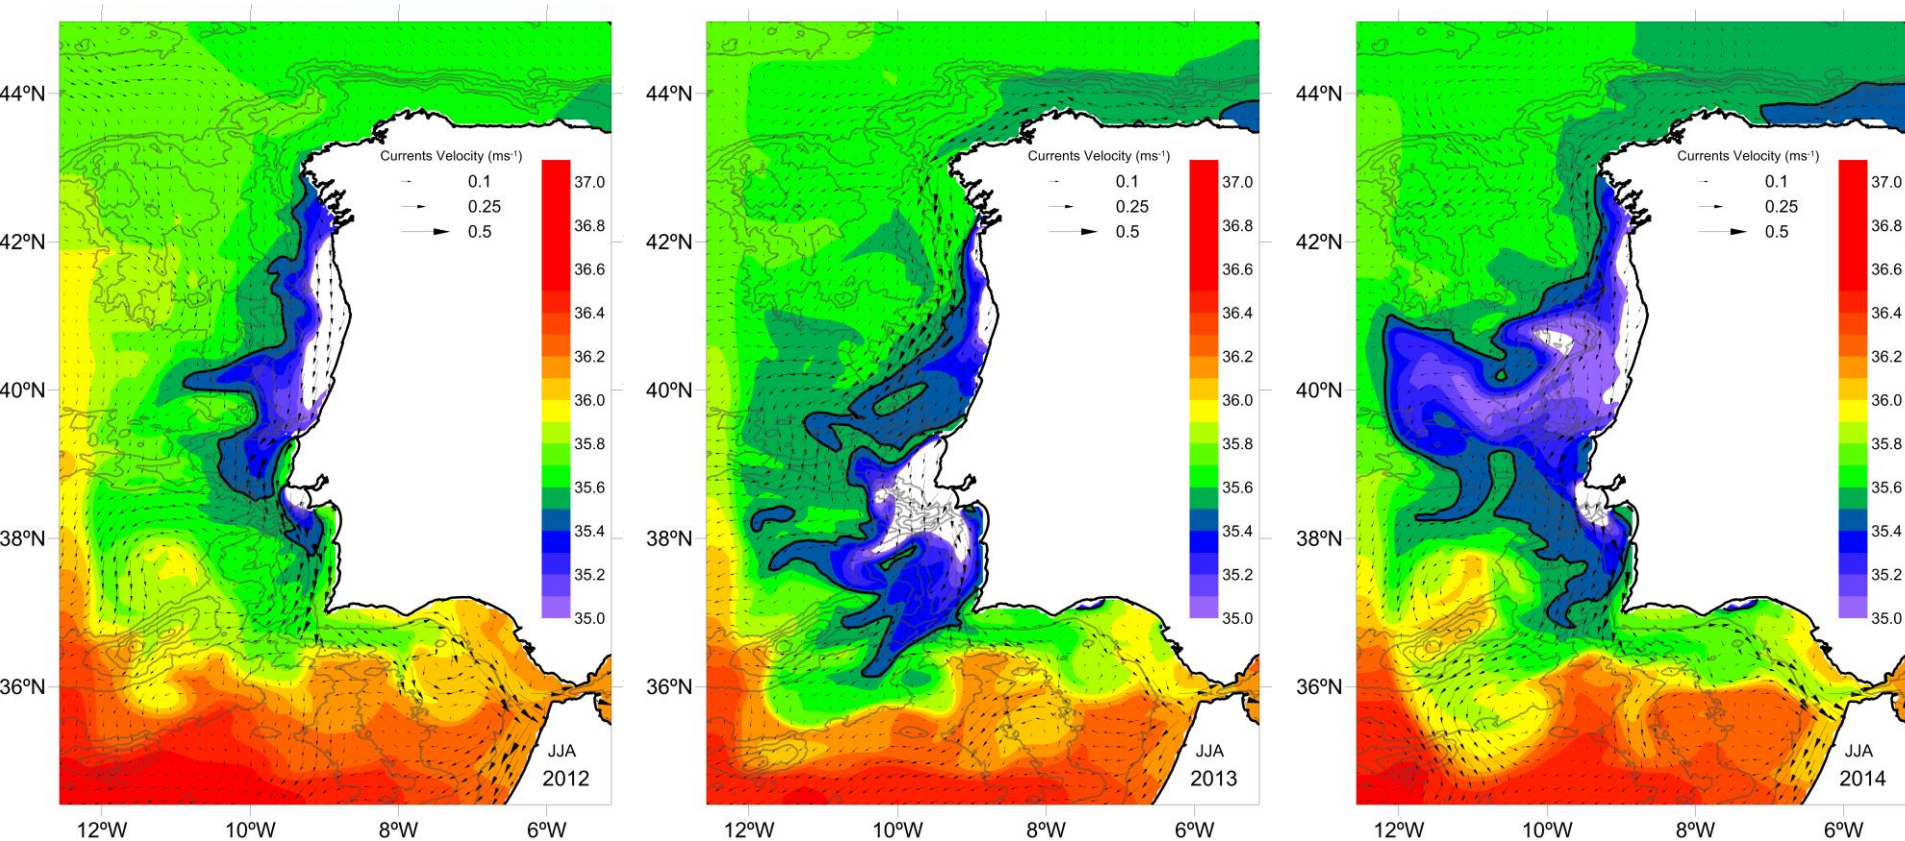 44ºN
42ºN
40ºN
38ºN
36ºN
Currents Velocity (ms-1)
0.1
0.25
0.5
37.0
36.8
36.6
36.4
36.2
36.0
35.8
35.6
35.4
35.2
35.0
JJA
2012
12ºW 10ºW 8ºW 6ºW
44ºN
42ºN
40ºN
38ºN
36ºN
Currents Velocity (ms-1)
0.1
0.25
0.5
37.0
36.8
36.6
36.4
36.2
36.0
35.8
35.6
35.4
35.2
35.0
JJA
2013
12ºW 10ºW 8ºW 6ºW
44ºN
42ºN
40ºN
38ºN
36ºN
Currents Velocity (ms-1)
0.1
0.25
0.5
37.0
36.8
36.6
36.4
36.2
36.0
35.8
35.6
35.4
35.2
35.0
JJA
2014
12ºW 10ºW 8ºW 6ºW